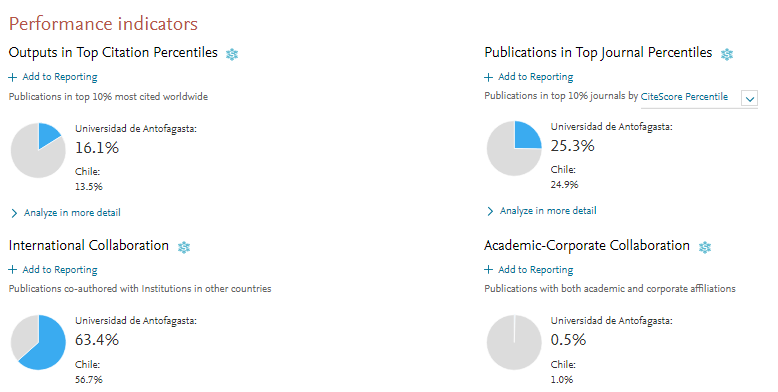 Performance indicators
Outputs in Top Citation Percentiles
+ Add to Reporting
Publications in top 10% most cited worldwide
Universidad de Antofagasta:
16.1%
Chile:
13.5%
Analyze in more detail
Publications in Top Journal Percentiles
+ Add to Reporting
Publications in top 10% journals by CiteScore Percentile
Universidad de Antofagasta:
25.3%
Chile:
24.9%
Analyze in more detail
International Collaboration
+ Add to Reporting
Publications co-authored with Institutions in other countries
Universidad de Antofagasta:
63.4%
Chile:
56.7%
Academic-Corporate Collaboration
+ Add to Reporting
Publications with both academic and corporate affiliations
Universidad de Antofagasta:
0.5%
Chile:
1.0%